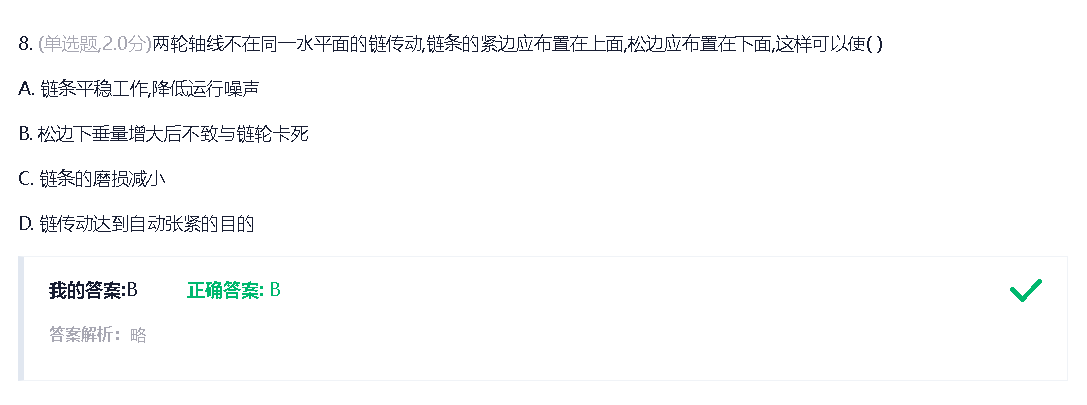 8. (单选题,2.0分)两轮轴线不在同一水平面的链传动,链条的紧边应布置在上面,松边应布置在下面,这样可以使( )
A. 链条平稳工作,降低运行噪声
B. 松边下垂量增大后不致与链轮卡死
C. 链条的磨损减小
D. 链传动达到自动张紧的目的
我的答案:B 正确答案: B
答案解析：略